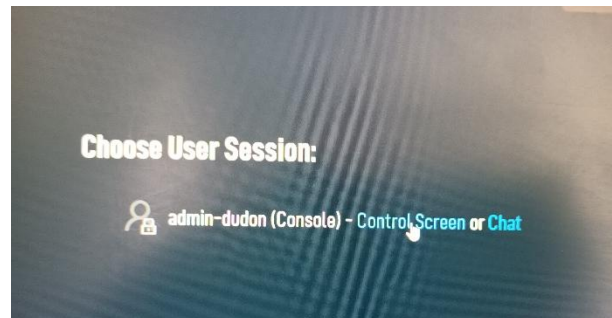 Choose User Session:
admin-dudon (Console) - Control Screen or Chat